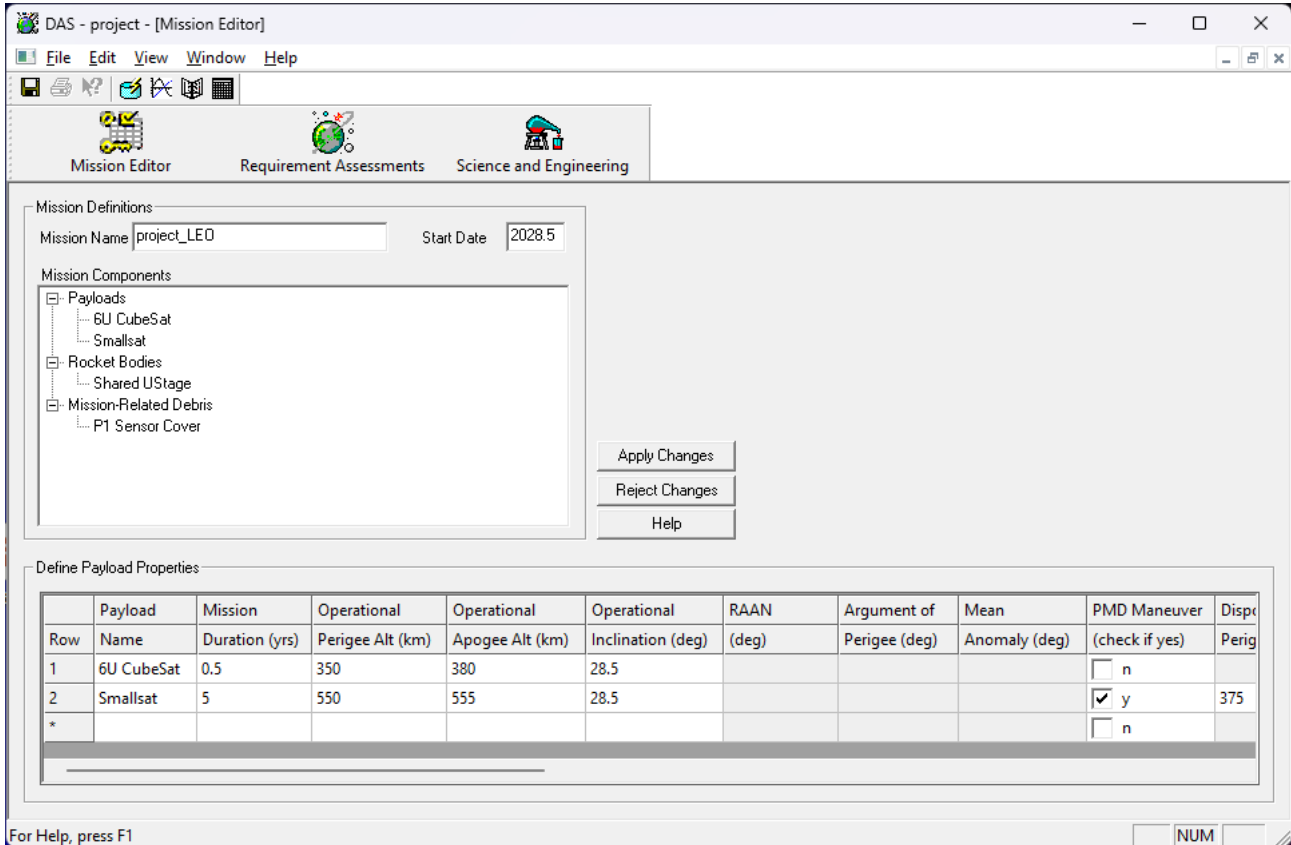 DAS - project - [Mission Editor]
File Edit View Window Help
Mission Editor Requirement Assessments Science and Engineering
Mission Definitions
Mission Name project_LEO Start Date 2028.5
Mission Components
Payloads
6U CubeSat
Smallsat
Rocket Bodies
Shared UStage
Mission-Related Debris
P1 Sensor Cover
Apply Changes
Reject Changes
Help
Define Payload Properties
Payload Mission Operational Operational Operational RAAN Argument of Mean PMD Maneuver Dispo
Row Name Duration (yrs) Perigee Alt (km) Apogee Alt (km) Inclination (deg) (deg) Perigee (deg) Anomaly (deg) (check if yes) Perig
1 6U CubeSat 0.5 350 380 28.5 n
2 Smallsat 5 550 555 28.5 y 375
* n
For Help, press F1 NUM